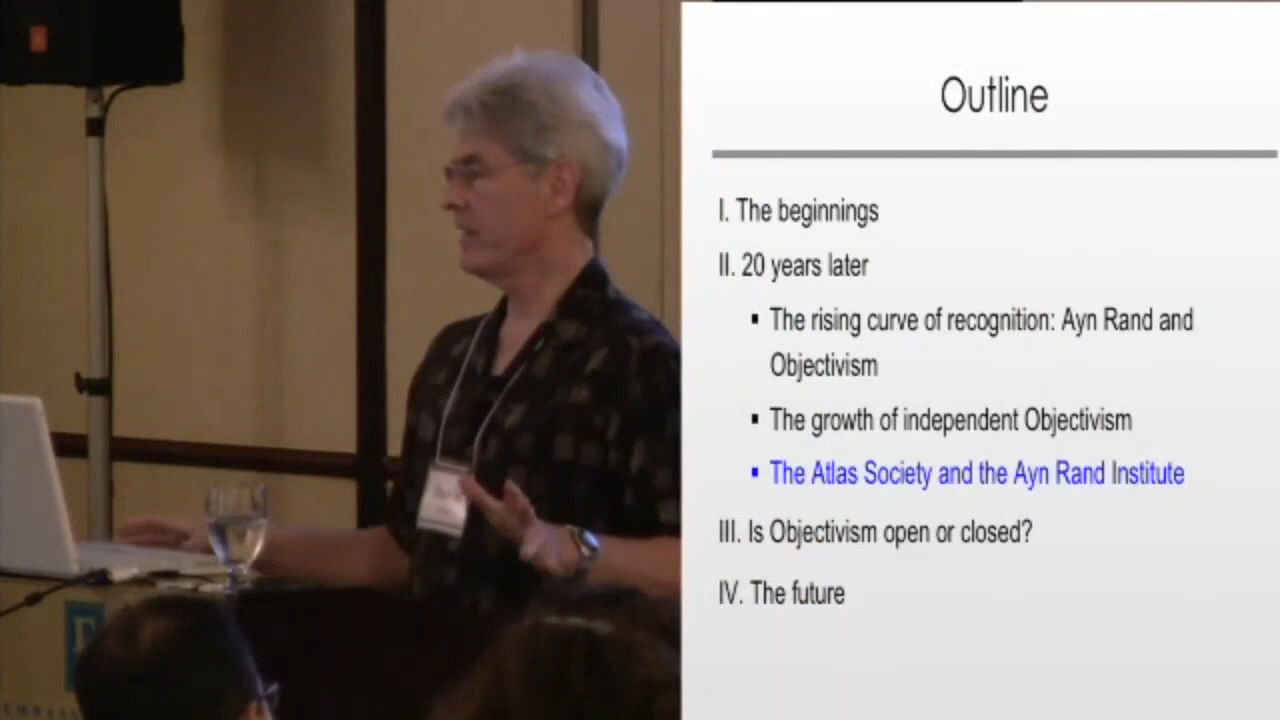 Outline
I. The beginnings
II. 20 years later
▪ The rising curve of recognition: Ayn Rand and
Objectivism
▪ The growth of independent Objectivism
▪ The Atlas Society and the Ayn Rand Institute
III. Is Objectivism open or closed?
IV. The future